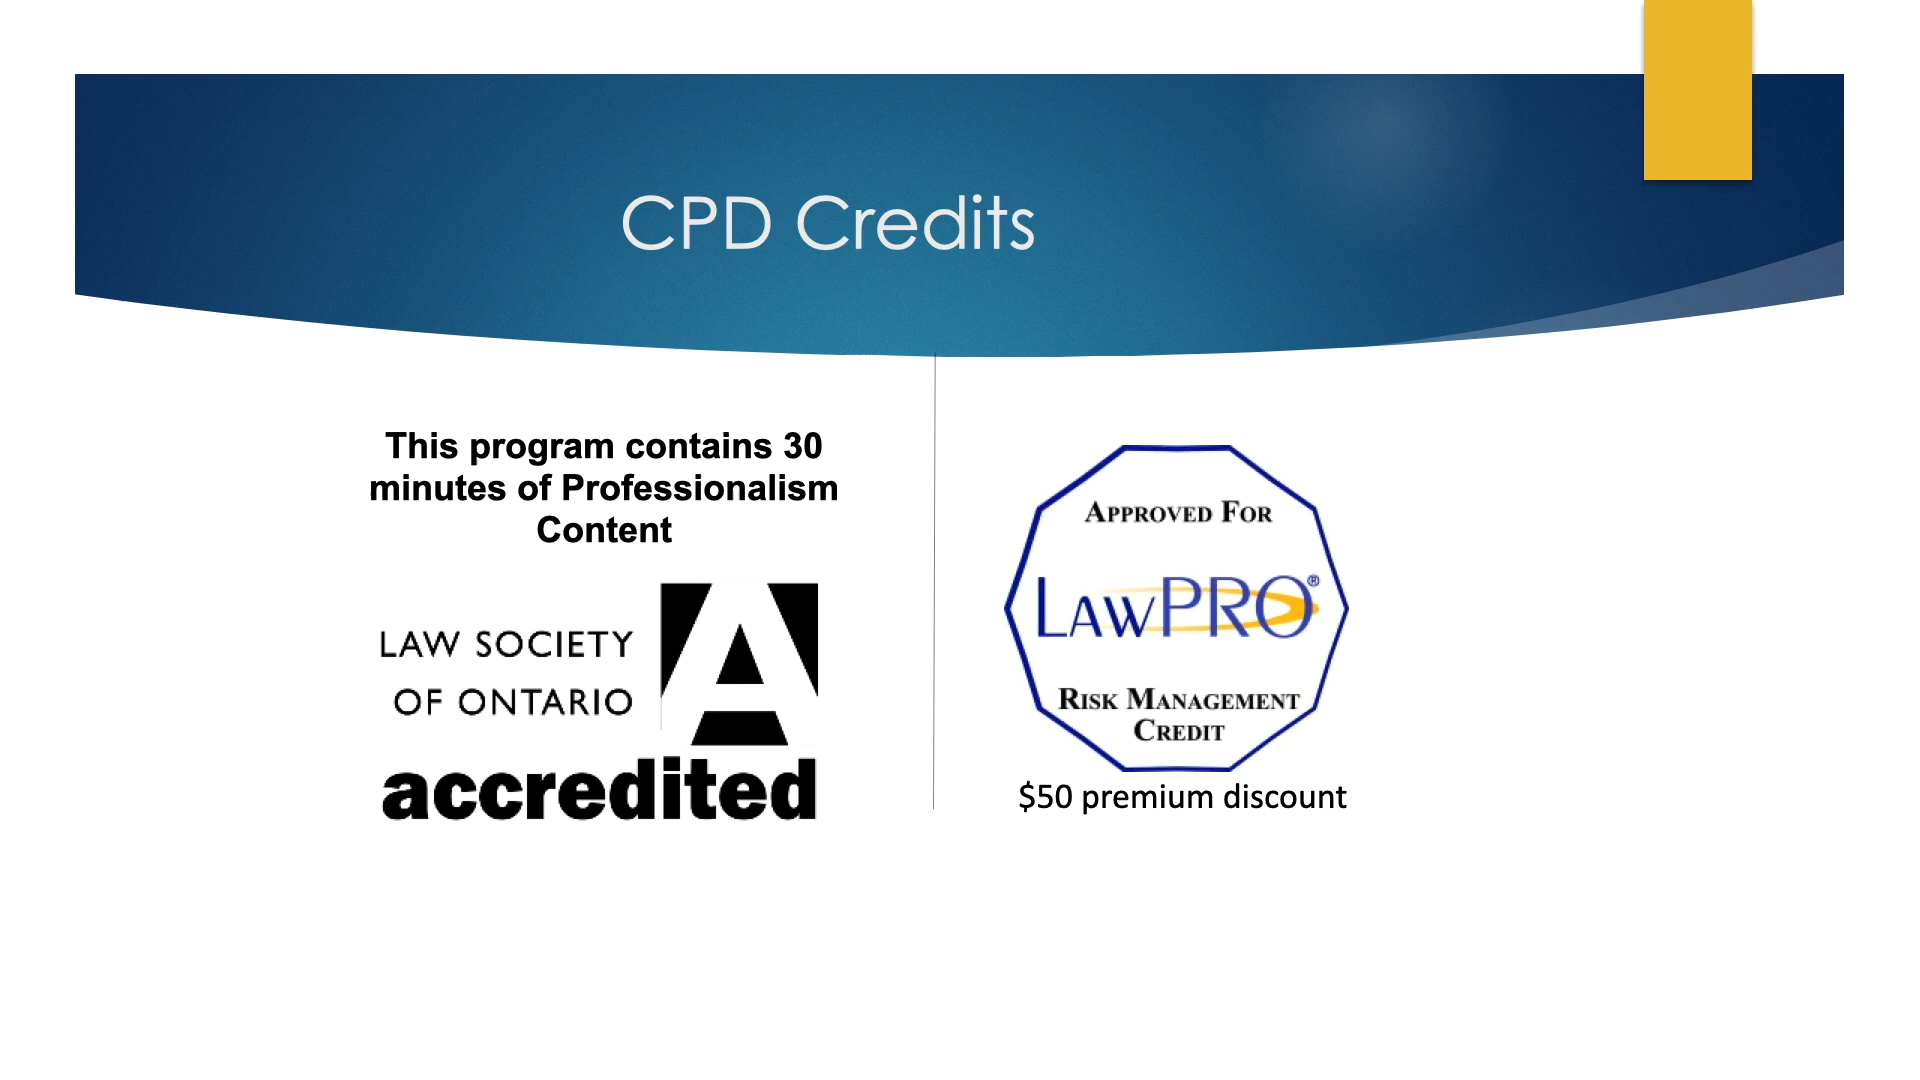 CPD Credits
This program contains 30
minutes of Professionalism
Content
LAW SOCIETY
OF ONTARIO
A
accredited
APPROVED FOR
LAWPRO®
RISK MANAGEMENT
CREDIT
$50 premium discount